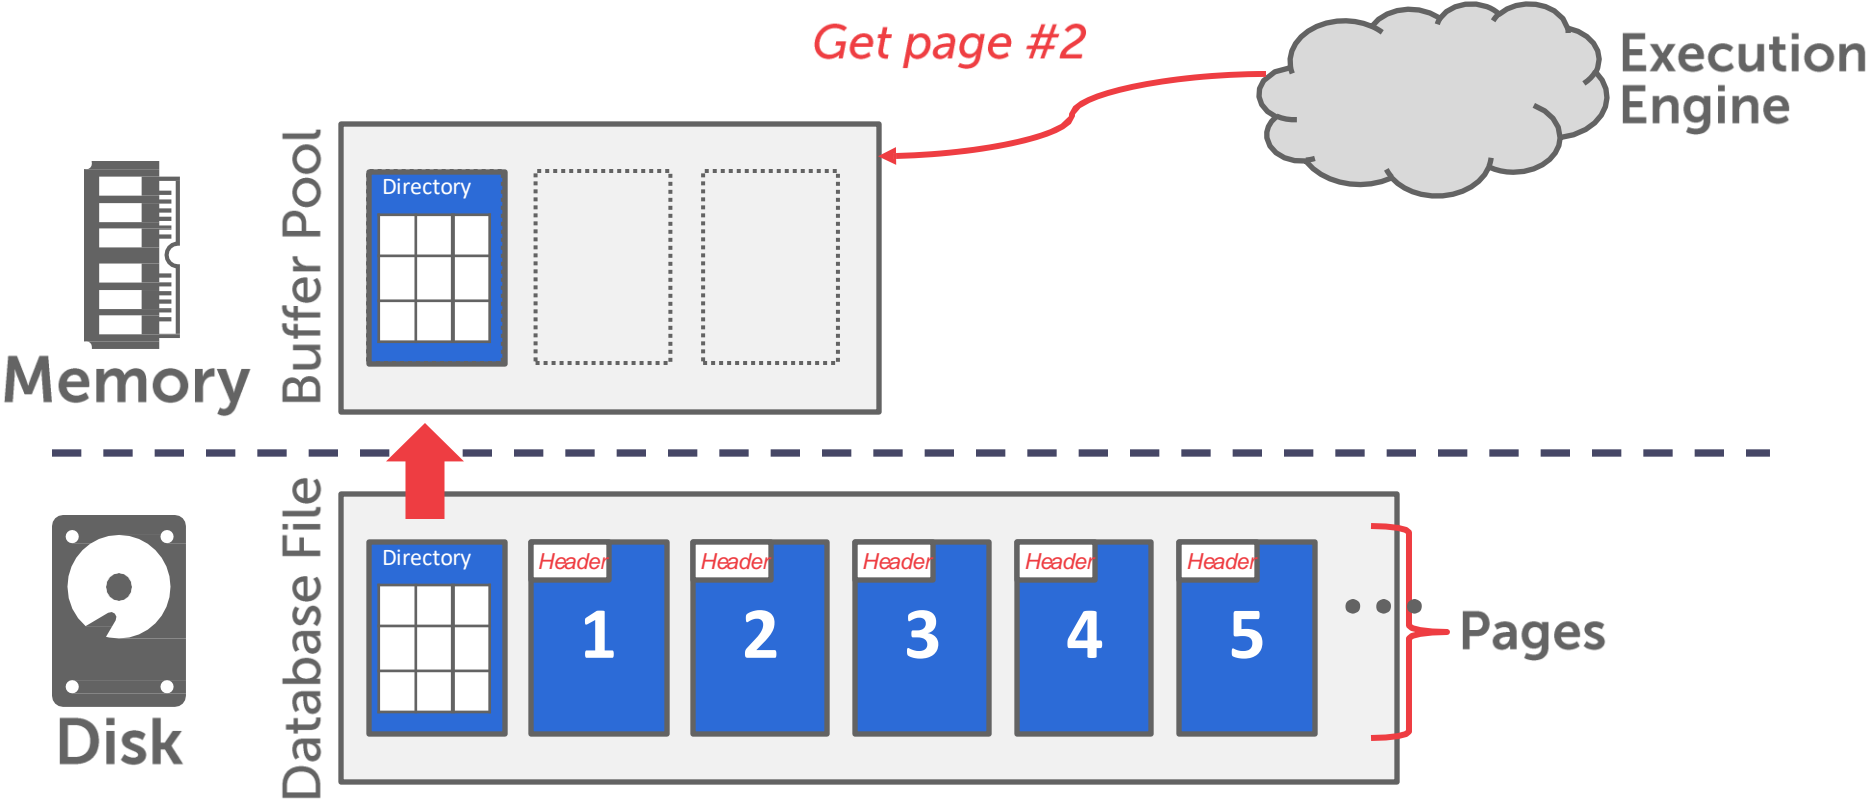 Get page #2
Execution
Engine
Buffer Pool
Directory
Memory
Database File
Directory
Header
1
Header
2
Header
3
Header
4
Header
5
Pages
Disk